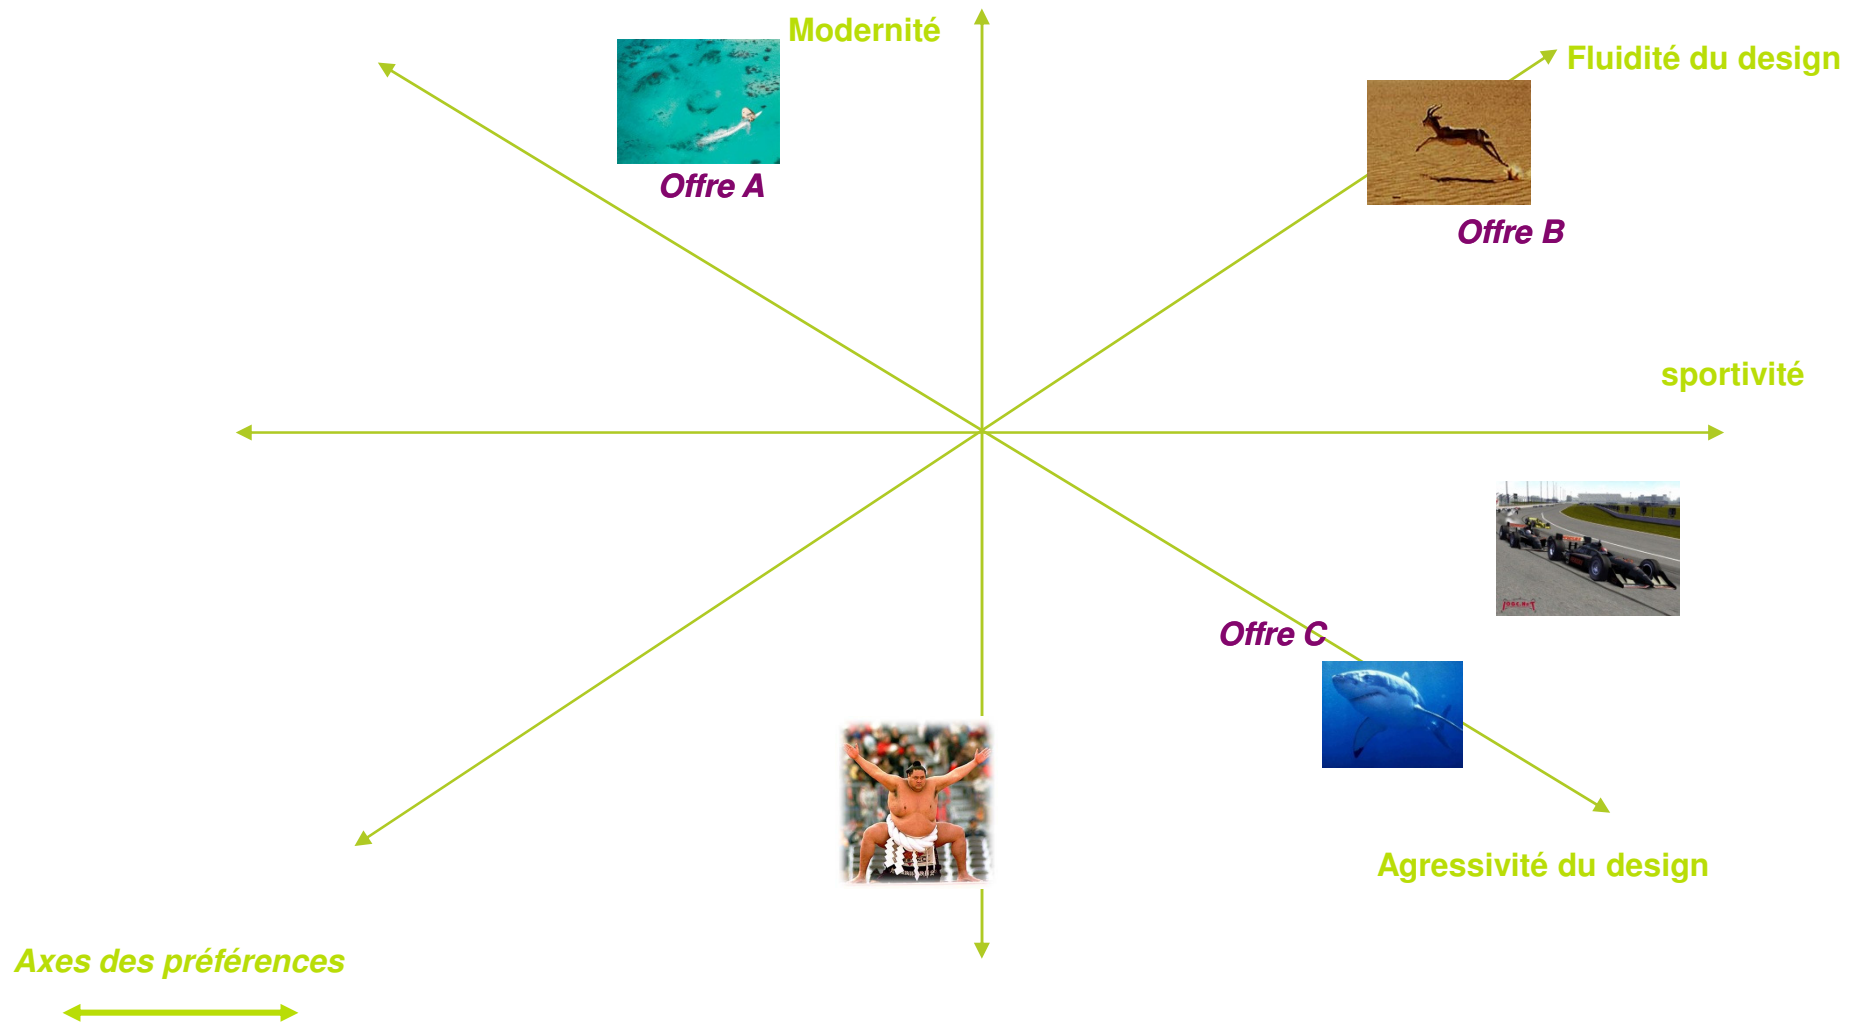 Modernité
Fluidité du design
Offre A
Offre B
sportivité
Offre C
Agressivité du design
Axes des préférences